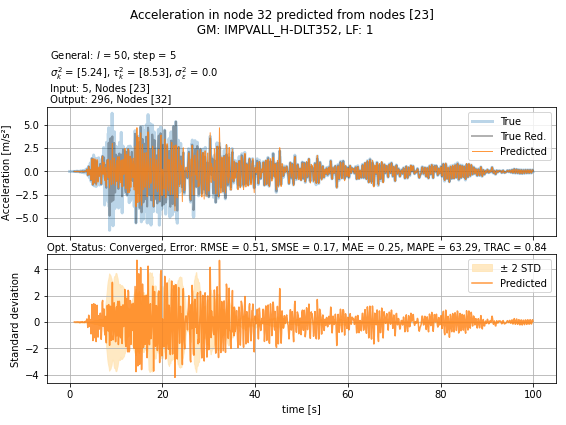 Acceleration in node 32 predicted from nodes [23]
GM: IMPVALL_H-DLT352, LF: 1
General: l = 50, step = 5
σ²ₖ = [5.24], τ²ₖ = [8.53], σ²ε = 0.0
Input: 5, Nodes [23]
Output: 296, Nodes [32]
Acceleration [m/s²]
5.0
2.5
0.0
−2.5
−5.0
True
True Red.
Predicted
Opt. Status: Converged, Error: RMSE = 0.51, SMSE = 0.17, MAE = 0.25, MAPE = 63.29, TRAC = 0.84
Standard deviation
4
2
0
−2
−4
± 2 STD
Predicted
0 20 40 60 80 100
time [s]